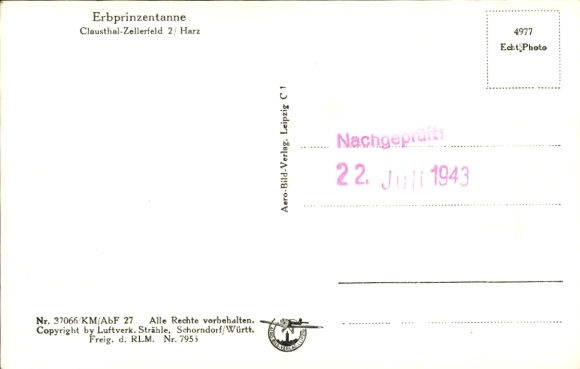 Erbprinzentanne
Clausthal-Zellerfeld 2/ Harz
4977
Echt Photo
Aero-Bild-Verlag. Leipzig C 1
Nachgeprüft:
22. Juli 1943
Nr. 37066/KM/AbF 27 Alle Rechte vorbehalten.
Copyright by Luftverk. Strähle, Schorndorf/Württ.
Freig. d. RLM. Nr. 7955